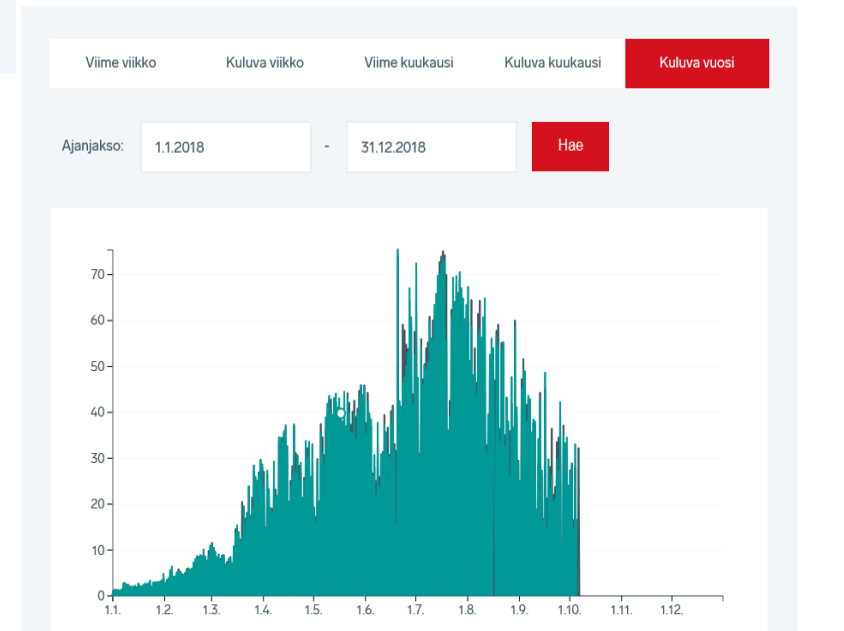 Viime viikko Kuluva viikko Viime kuukausi Kuluva kuukausi Kuluva vuosi
Ajanjakso: 1.1.2018 - 31.12.2018 Hae
70
60
50
40
30
20
10
0
1.1. 1.2. 1.3. 1.4. 1.5. 1.6. 1.7. 1.8. 1.9. 1.10. 1.11. 1.12.